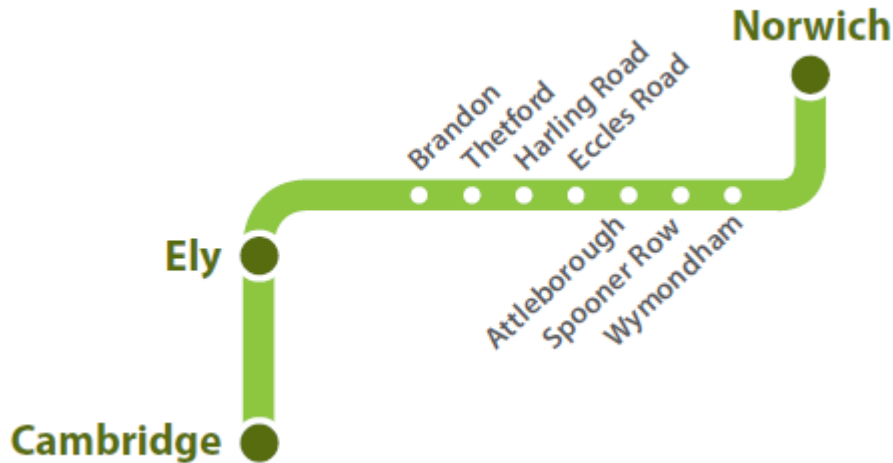 Norwich
Brandon
Thetford
Harling Road
Eccles Road
Ely
Attleborough
Spooner Row
Wymondham
Cambridge